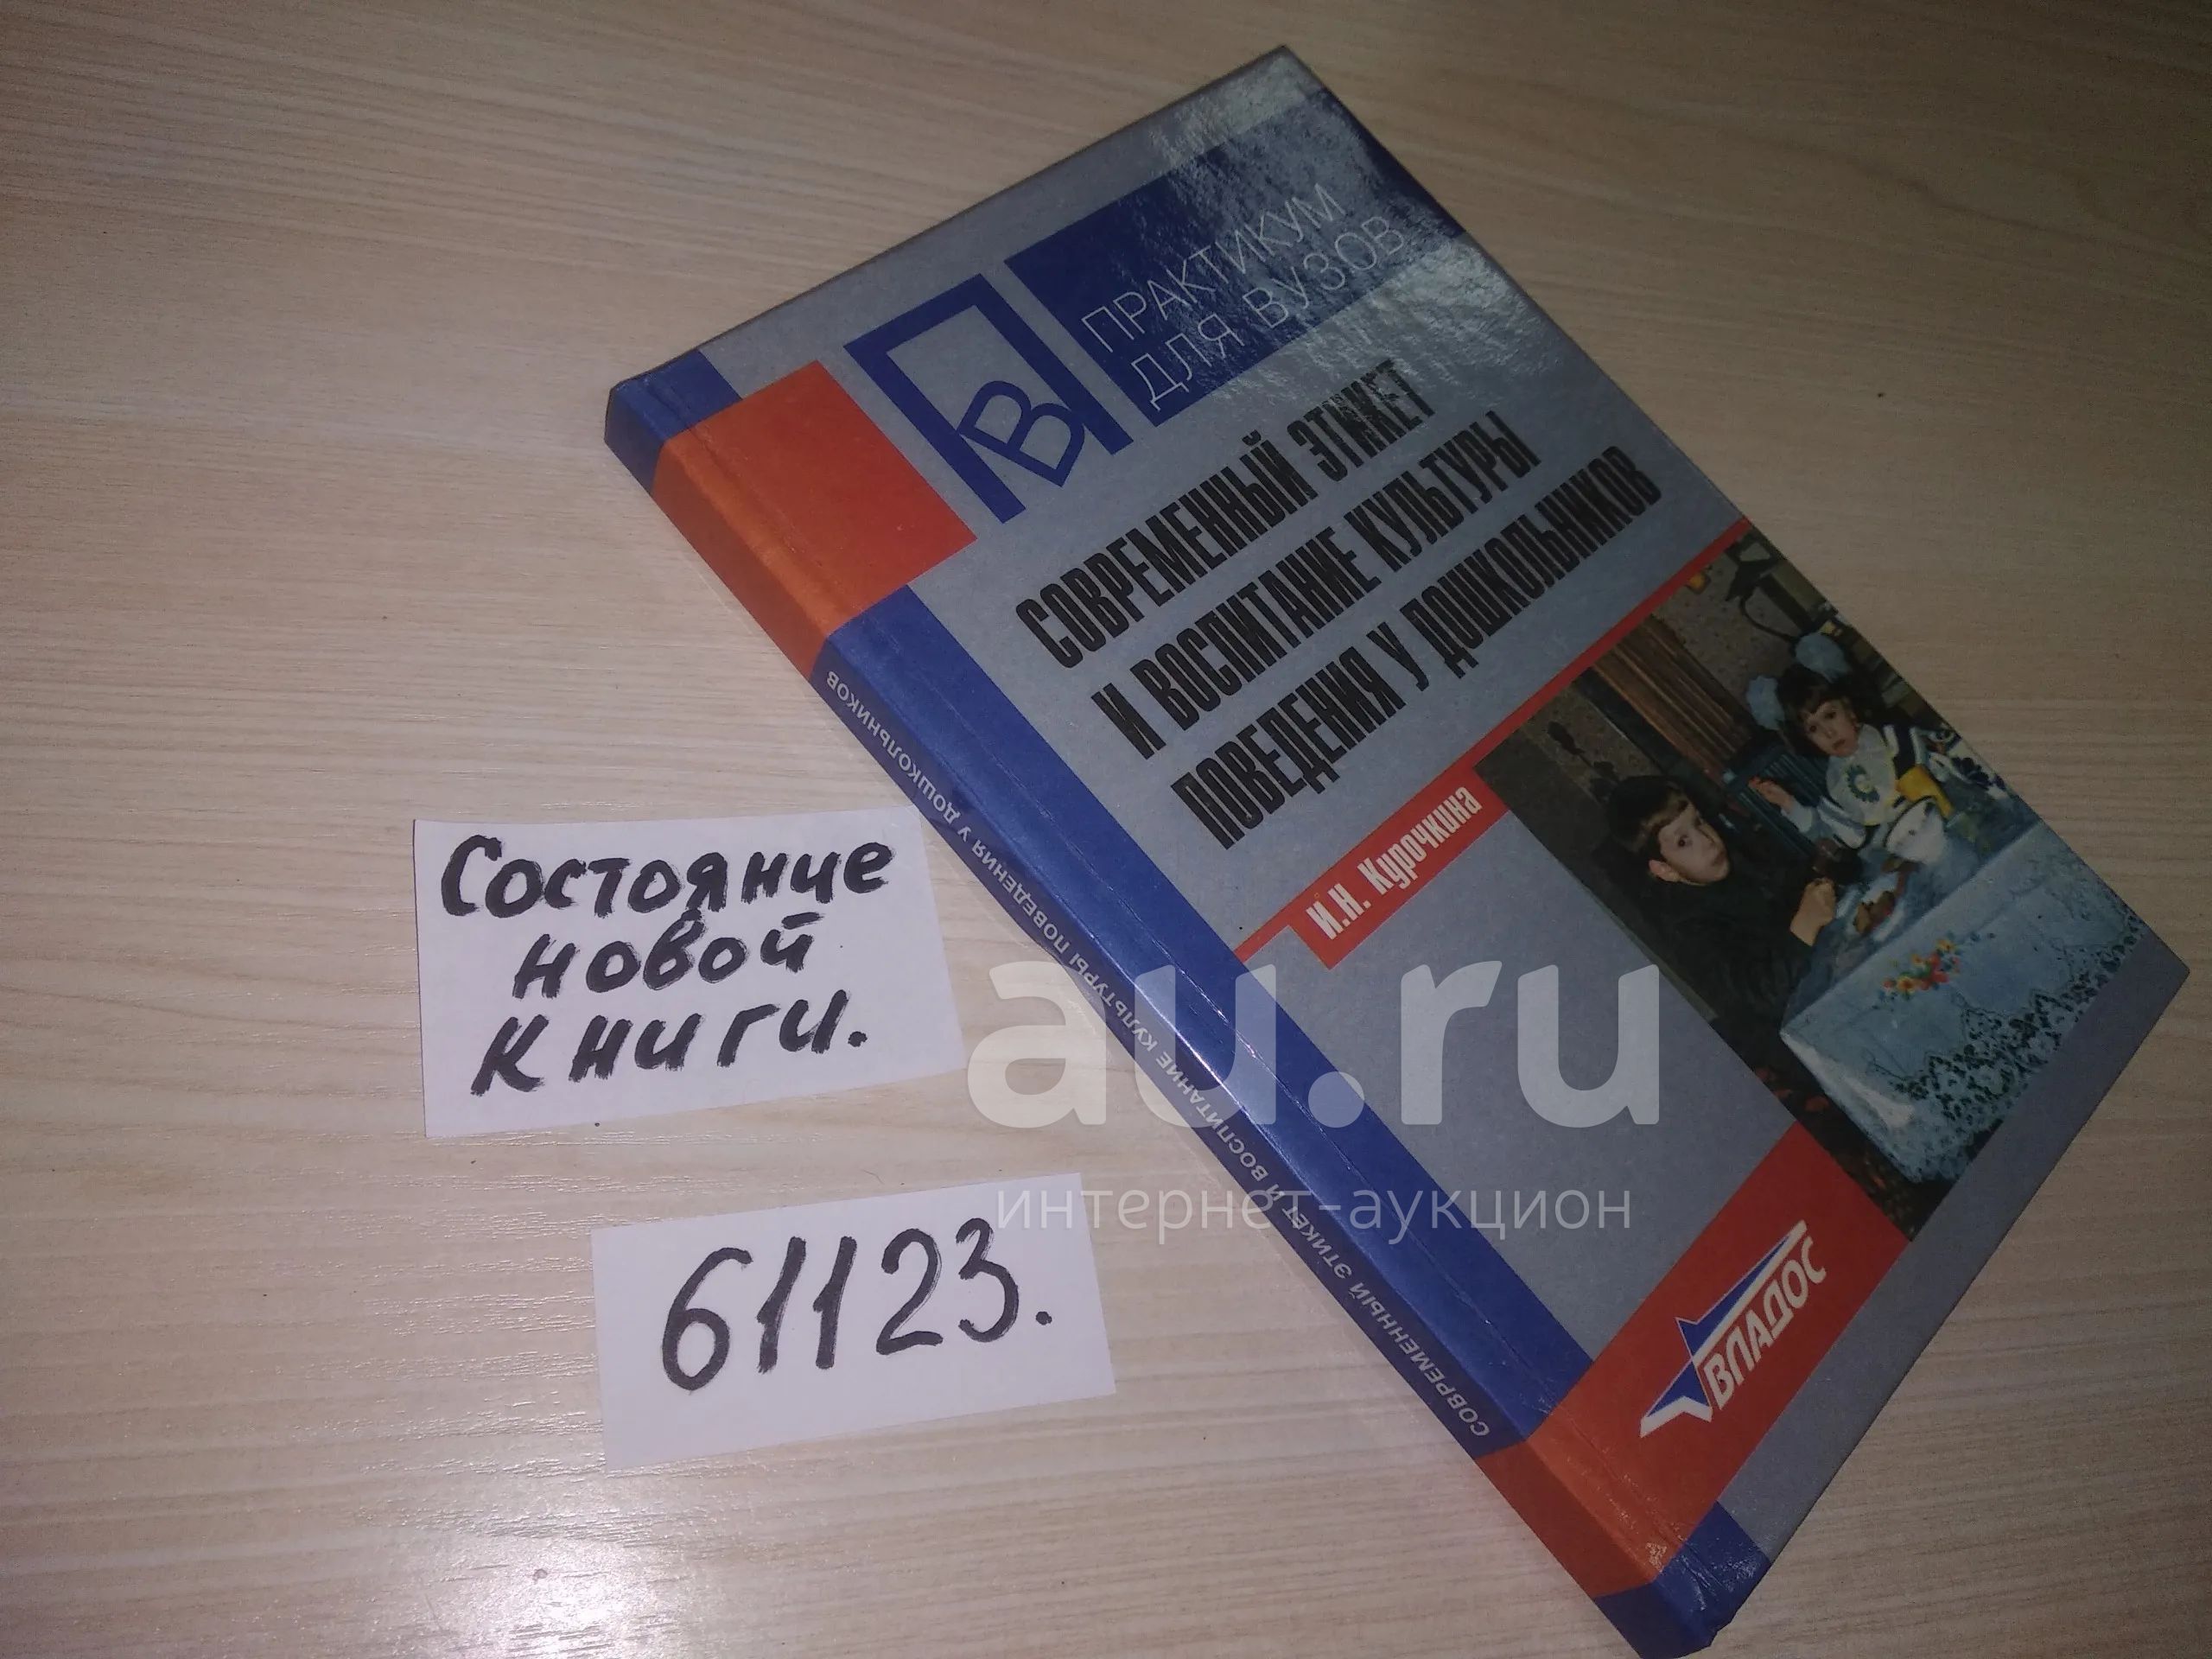 ПРАКТИКУМ
ДЛЯ ВУЗОВ
В
СОВРЕМЕННЫЙ ЭТИКЕТ
И ВОСПИТАНИЕ КУЛЬТУРЫ
ПОВЕДЕНИЯ У ДОШКОЛЬНИКОВ
И.Н. Курочкина
СОВРЕМЕННЫЙ ЭТИКЕТ И ВОСПИТАНИЕ КУЛЬТУРЫ ПОВЕДЕНИЯ У ДОШКОЛЬНИКОВ
ВЛАДОС
Состояние
новой
книги.
61123.
au.ru
интернет-аукцион